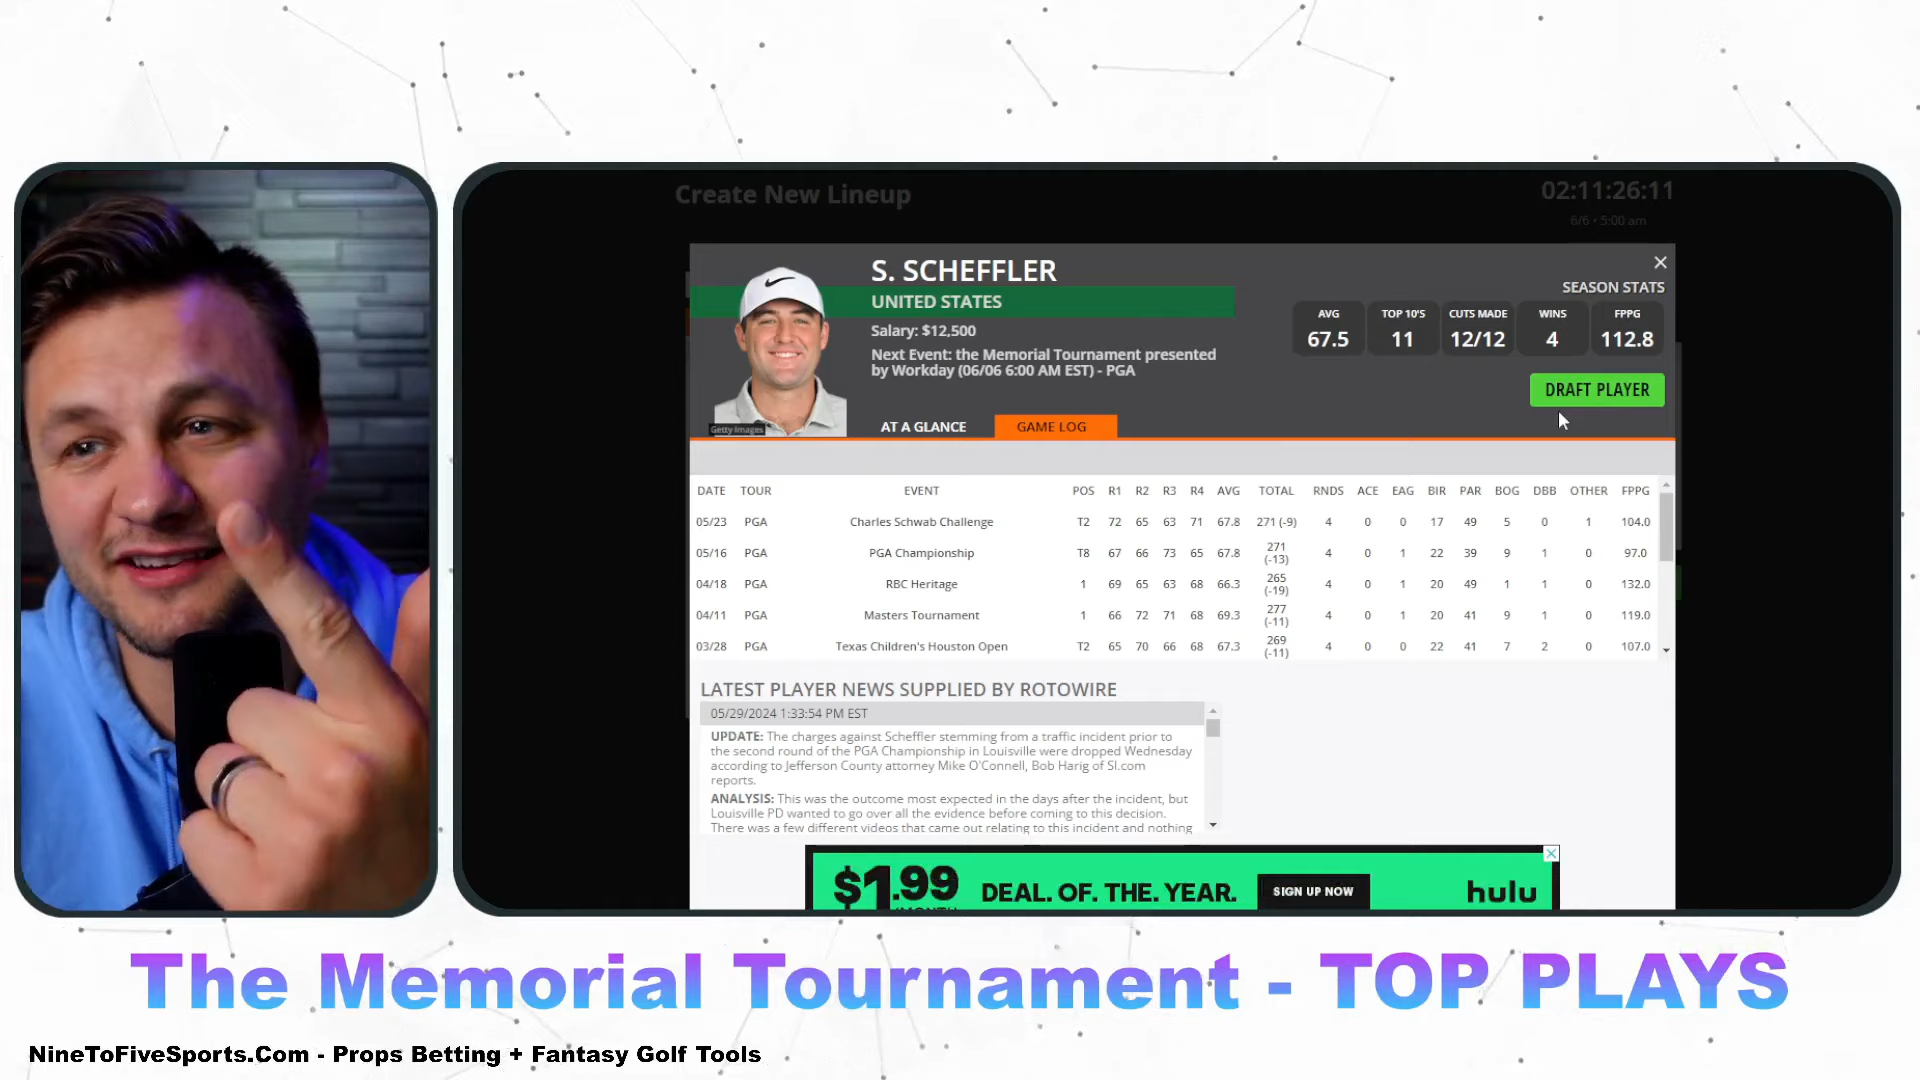 Create New Lineup
02:11:26:11
6/6 • 5:00 am
S. SCHEFFLER
UNITED STATES
Salary: $12,500
Next Event: the Memorial Tournament presented
by Workday (06/06 6:00 AM EST) - PGA
SEASON STATS
AVG TOP 10'S CUTS MADE WINS FPPG
67.5 11 12/12 4 112.8
DRAFT PLAYER
Getty Images
AT A GLANCE GAME LOG
DATE TOUR EVENT POS R1 R2 R3 R4 AVG TOTAL RNDS ACE EAG BIR PAR BOG DBB OTHER FPPG
05/23 PGA Charles Schwab Challenge T2 72 65 63 71 67.8 271 (-9) 4 0 0 17 49 5 0 1 104.0
05/16 PGA PGA Championship T8 67 66 73 65 67.8 271 (-13) 4 0 1 22 39 9 1 0 97.0
04/18 PGA RBC Heritage 1 69 65 63 68 66.3 265 (-19) 4 0 1 20 49 1 1 0 132.0
04/11 PGA Masters Tournament 1 66 72 71 68 69.3 277 (-11) 4 0 1 20 41 9 1 0 119.0
03/28 PGA Texas Children's Houston Open T2 65 70 66 68 67.3 269 (-11) 4 0 0 22 41 7 2 0 107.0
LATEST PLAYER NEWS SUPPLIED BY ROTOWIRE
05/29/2024 1:33:54 PM EST
UPDATE: The charges against Scheffler stemming from a traffic incident prior to
the second round of the PGA Championship in Louisville were dropped Wednesday
according to Jefferson County attorney Mike O'Connell, Bob Harig of SI.com
reports.
ANALYSIS: This was the outcome most expected in the days after the incident, but
Louisville PD wanted to go over all the evidence before coming to this decision.
There was a few different videos that came out relating to this incident and nothing
$1.99 DEAL. OF. THE. YEAR. SIGN UP NOW hulu
The Memorial Tournament - TOP PLAYS
NineToFiveSports.Com - Props Betting + Fantasy Golf Tools